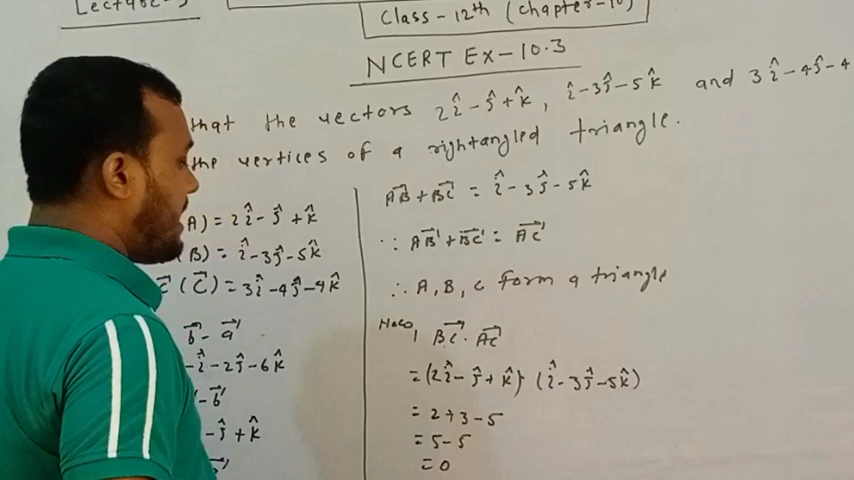 Lecture-
Class-12th (Chapter-10)
NCERT EX-10.3
that the vectors 2î-ĵ+k̂, î-3ĵ-5k̂ and 3î-4ĵ-4
the vertices of a rightangled triangle.
A) = 2î-ĵ+k̂
(B) = î-3ĵ-5k̂
(C⃗) = 3î-4ĵ-4k̂
b⃗-a⃗
-î-2ĵ-6k̂
-b⃗
-ĵ+k̂
AB⃗+BC⃗ = î-3ĵ-5k̂
∵ AB⃗+BC⃗ = AC⃗
∴ A, B, C form a triangle
BC⃗. AC⃗
=(2î-ĵ+k̂).(î-3ĵ-5k̂)
= 2+3-5
= 5-5
= 0